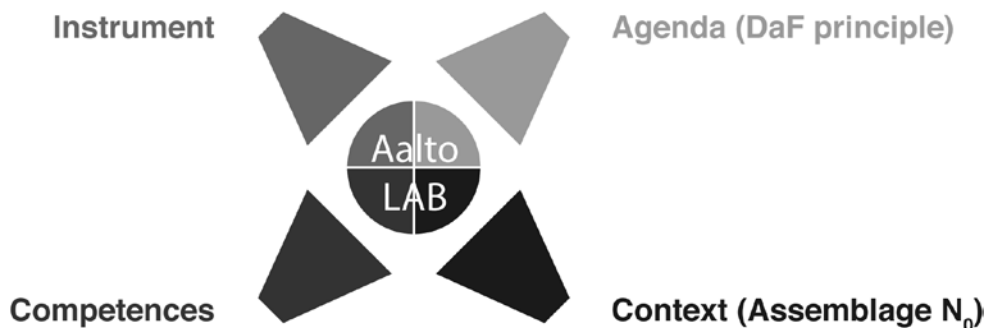 Instrument
Agenda (DaF principle)
Aalto
LAB
Competences
Context (Assemblage N₀)